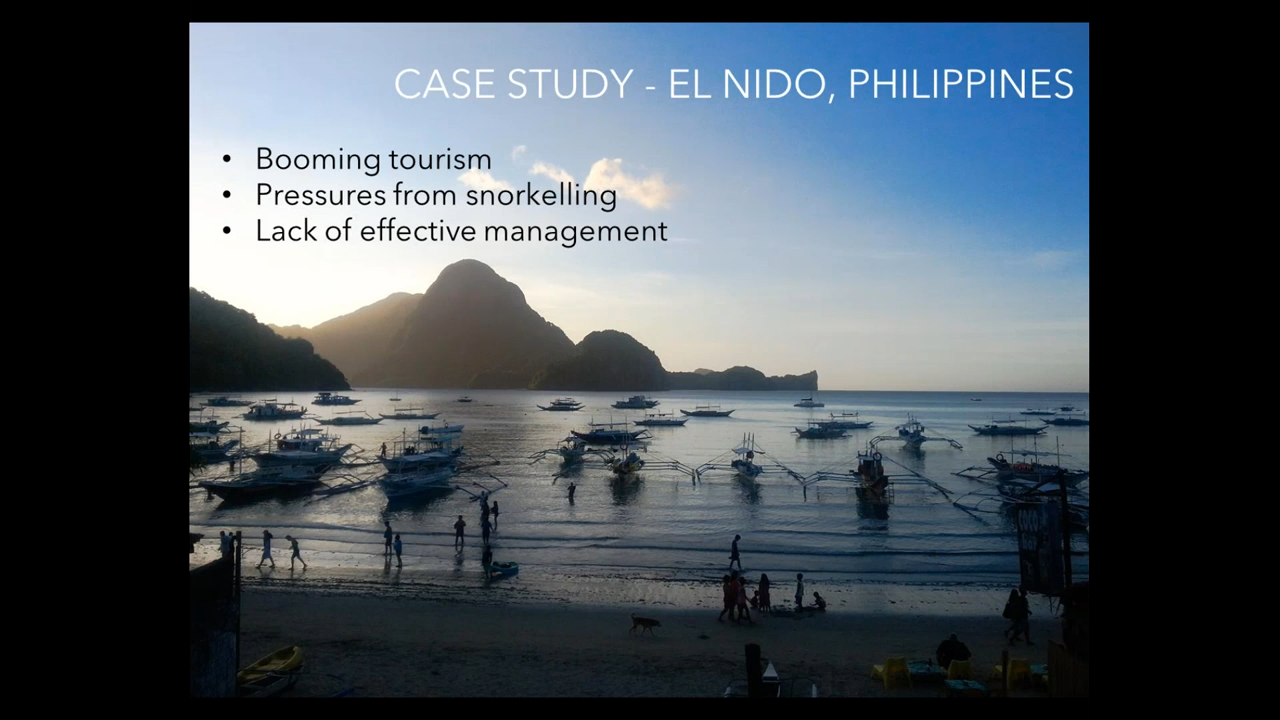 CASE STUDY - EL NIDO, PHILIPPINES
• Booming tourism
• Pressures from snorkelling
• Lack of effective management